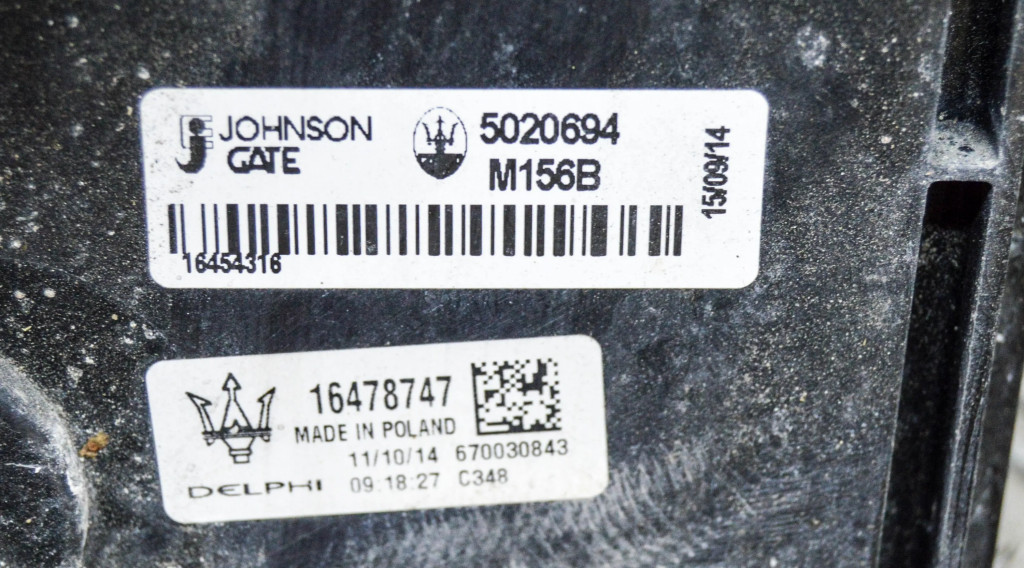 JOHNSON
GATE
5020694
M156B
15/09/14
16454316
16478747
MADE IN POLAND
11/10/14 670030843
DELPHI 09:18:27 C348